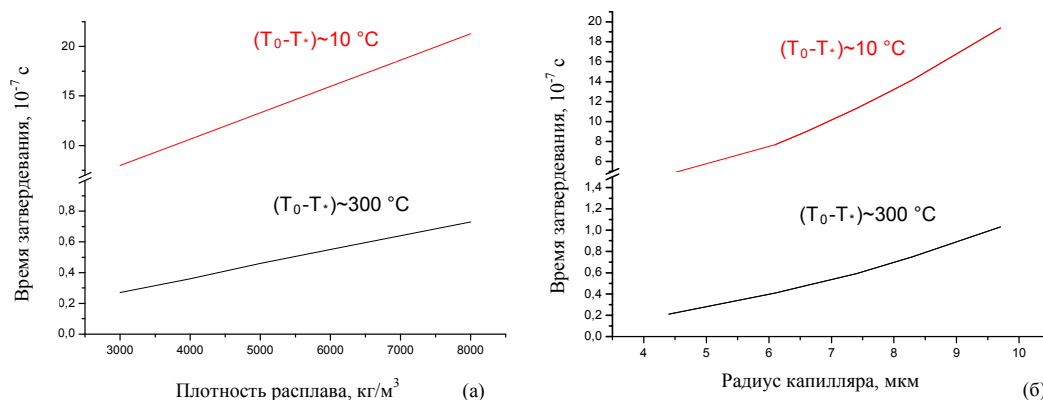 Время затвердевания, 10⁻⁷ с
20
15
10
0,8
0,6
0,4
0,2
0,0
(T₀-T*)~10 °C
(T₀-T*)~300 °C
3000 4000 5000 6000 7000 8000
Плотность расплава, кг/м³ (а)
Время затвердевания, 10⁻⁷ с
20
18
16
14
12
10
8
6
1,4
1,2
1,0
0,8
0,6
0,4
0,2
0,0
(T₀-T*)~10 °C
(T₀-T*)~300 °C
4 5 6 7 8 9 10
Радиус капилляра, мкм (б)